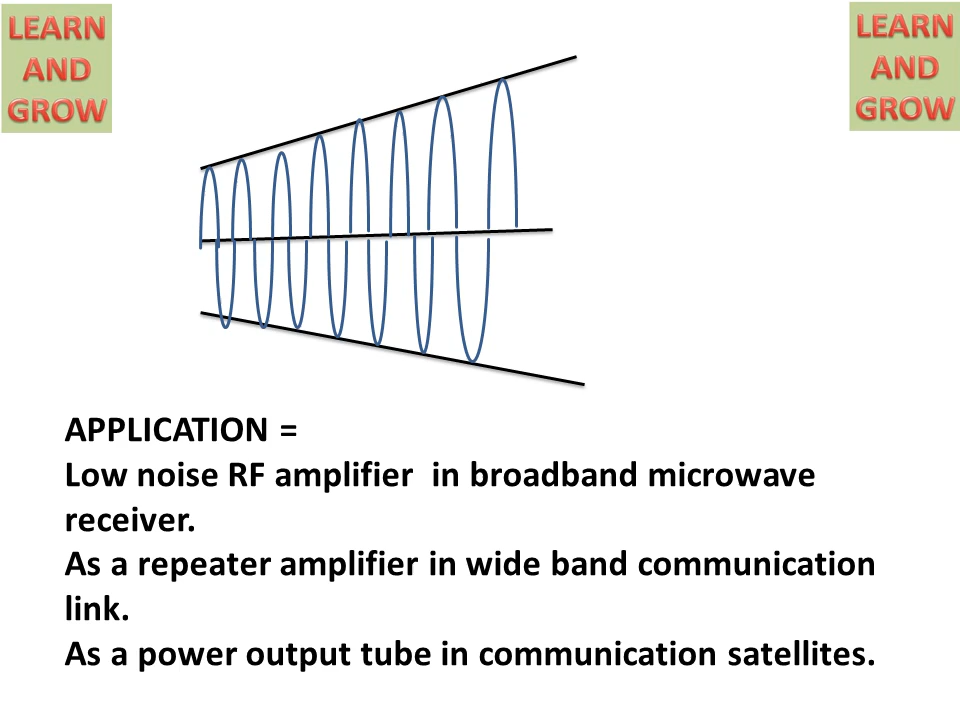 LEARN
AND
GROW
LEARN
AND
GROW
APPLICATION =
Low noise RF amplifier  in broadband microwave
receiver.
As a repeater amplifier in wide band communication
link.
As a power output tube in communication satellites.